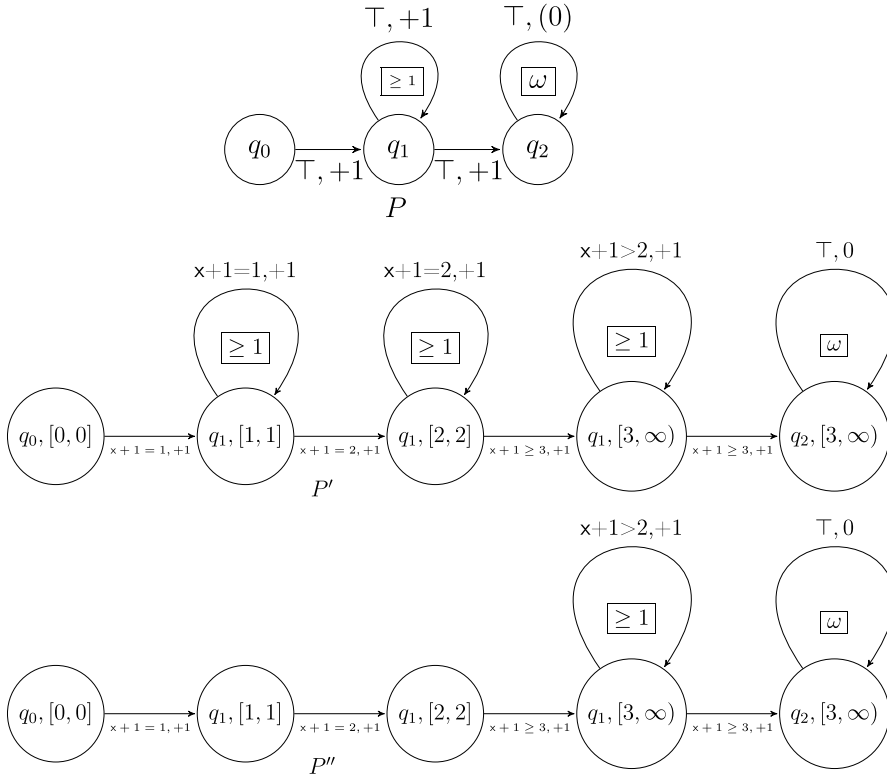 ⊤, +1 ⊤, (0)
≥ 1 ω
q₀ q₁ q₂
⊤, +1 ⊤, +1
P
x+1=1,+1 x+1=2,+1 x+1>2,+1 ⊤, 0
≥ 1 ≥ 1 ≥ 1 ω
q₀, [0, 0] q₁, [1, 1] q₁, [2, 2] q₁, [3, ∞) q₂, [3, ∞)
x + 1 = 1, +1 x + 1 = 2, +1 x + 1 ≥ 3, +1 x + 1 ≥ 3, +1
P′
x+1>2,+1 ⊤, 0
≥ 1 ω
q₀, [0, 0] q₁, [1, 1] q₁, [2, 2] q₁, [3, ∞) q₂, [3, ∞)
x + 1 = 1, +1 x + 1 = 2, +1 x + 1 ≥ 3, +1 x + 1 ≥ 3, +1
P″